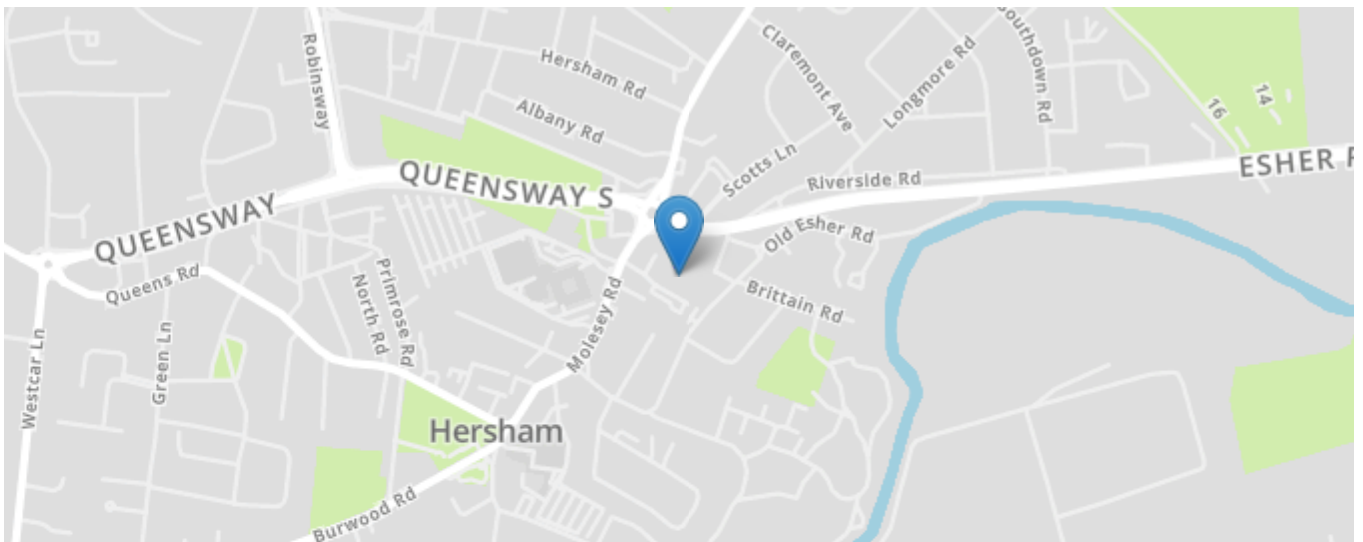 Robinsway
Hersham Rd
Albany Rd
Claremont Ave
Longmore Rd
Southdown Rd
16
14
Scotts Ln
Riverside Rd
ESHER R
QUEENSWAY S
QUEENSWAY
Old Esher Rd
Queens Rd
Primrose Rd
North Rd
Brittain Rd
Molesey Rd
Westcar Ln
Green Ln
Hersham
Burwood Rd